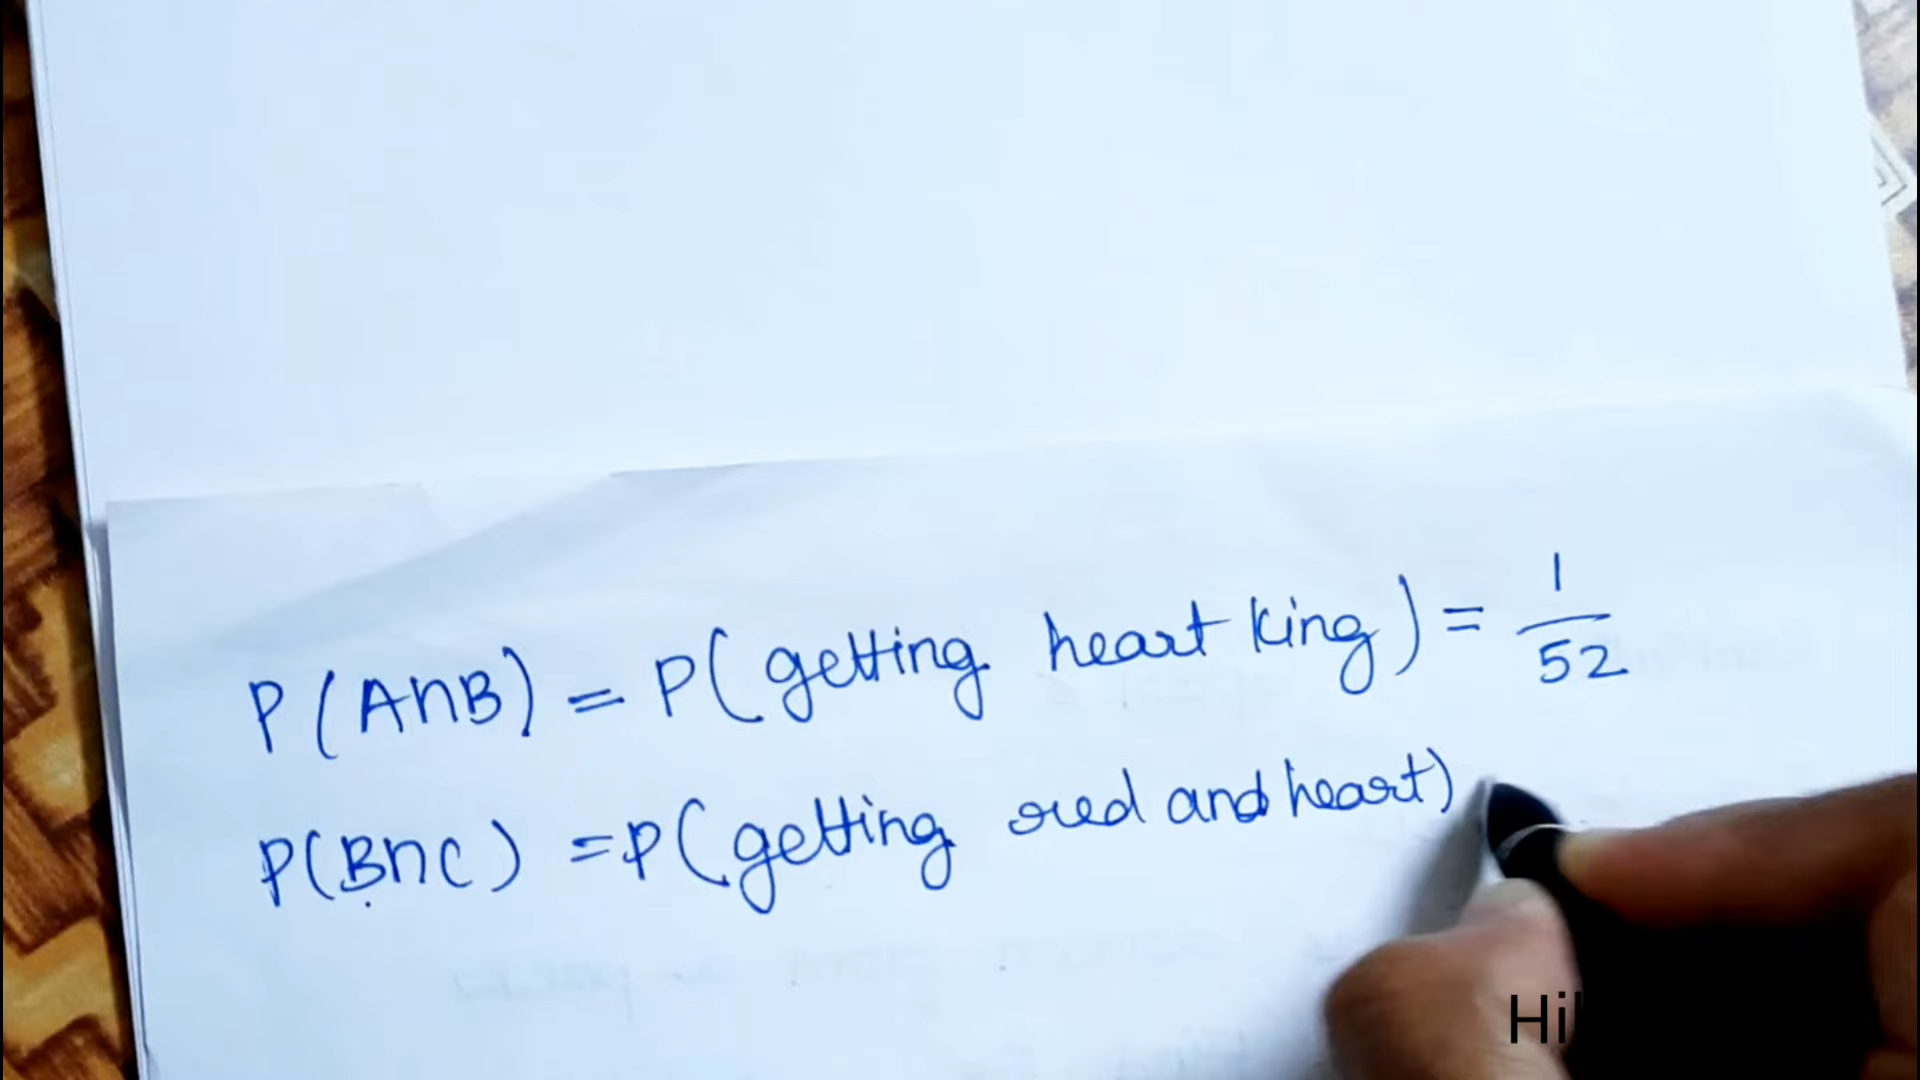 P(A∩B) = P(getting heart king) = 1/52
P(B∩C) = P(getting red and heart)